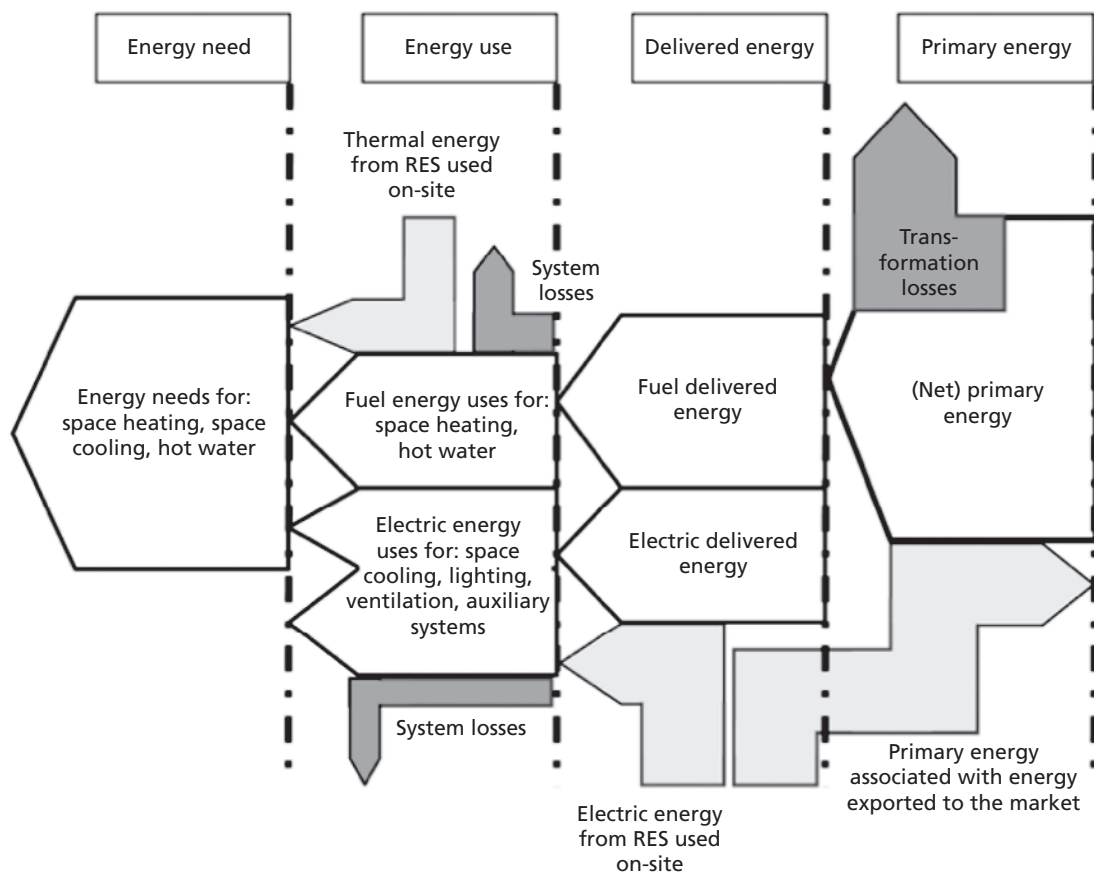 Energy need
Energy use
Delivered energy
Primary energy
Thermal energy
from RES used
on-site
System
losses
Trans-
formation
losses
Energy needs for:
space heating, space
cooling, hot water
Fuel energy uses for:
space heating,
hot water
Fuel delivered
energy
(Net) primary
energy
Electric energy
uses for: space
cooling, lighting,
ventilation, auxiliary
systems
Electric delivered
energy
System losses
Electric energy
from RES used
on-site
Primary energy
associated with energy
exported to the market